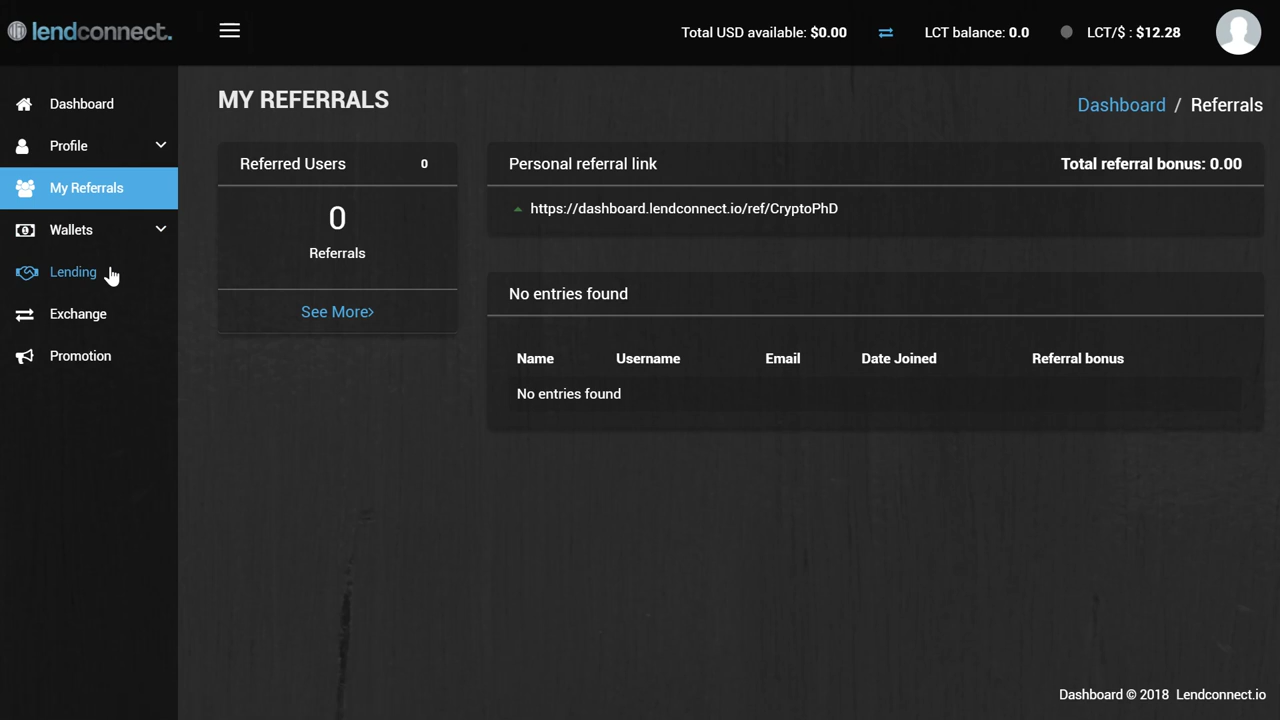 lendconnect.
Total USD available: $0.00
LCT balance: 0.0
LCT/$ : $12.28
Dashboard
Profile
My Referrals
Wallets
Lending
Exchange
Promotion
MY REFERRALS
Dashboard / Referrals
Referred Users 0
0
Referrals
See More
Personal referral link
Total referral bonus: 0.00
https://dashboard.lendconnect.io/ref/CryptoPhD
No entries found
Name Username Email Date Joined Referral bonus
No entries found
Dashboard © 2018 Lendconnect.io